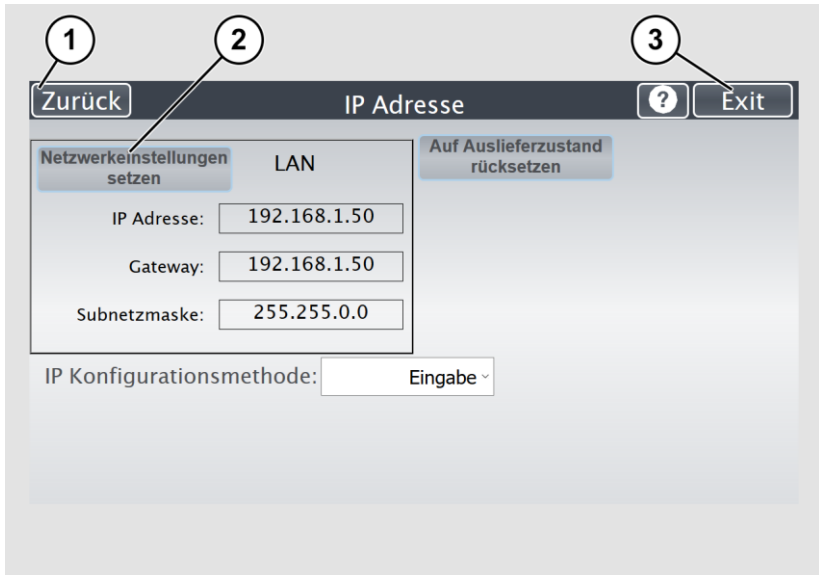 1 2 3
Zurück IP Adresse ? Exit
Netzwerkeinstellungen
setzen
LAN
Auf Auslieferzustand
rücksetzen
IP Adresse: 192.168.1.50
Gateway: 192.168.1.50
Subnetzmaske: 255.255.0.0
IP Konfigurationsmethode: Eingabe